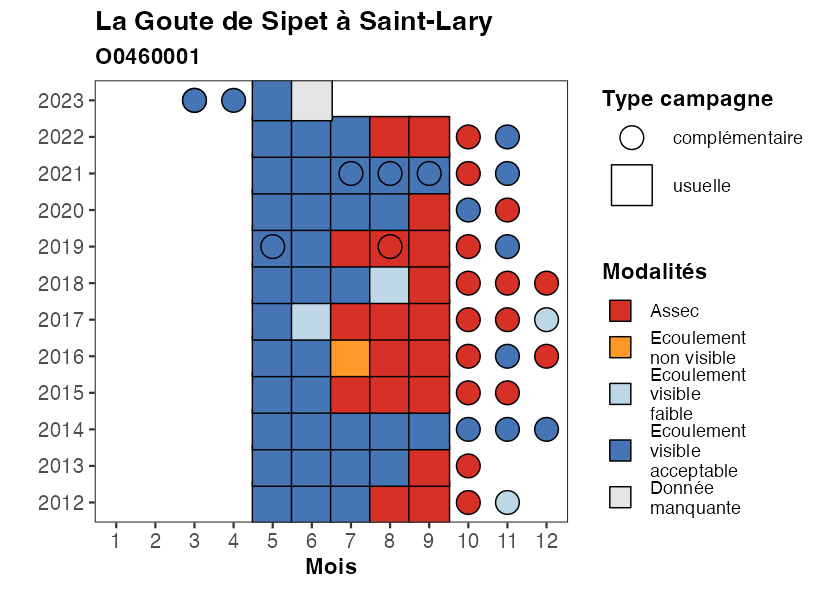 La Goute de Sipet à Saint-Lary
O0460001
2023
2022
2021
2020
2019
2018
2017
2016
2015
2014
2013
2012
1 2 3 4 5 6 7 8 9 10 11 12
Mois
Type campagne
complémentaire
usuelle
Modalités
Assec
Ecoulement
non visible
Ecoulement
visible
faible
Ecoulement
visible
acceptable
Donnée
manquante